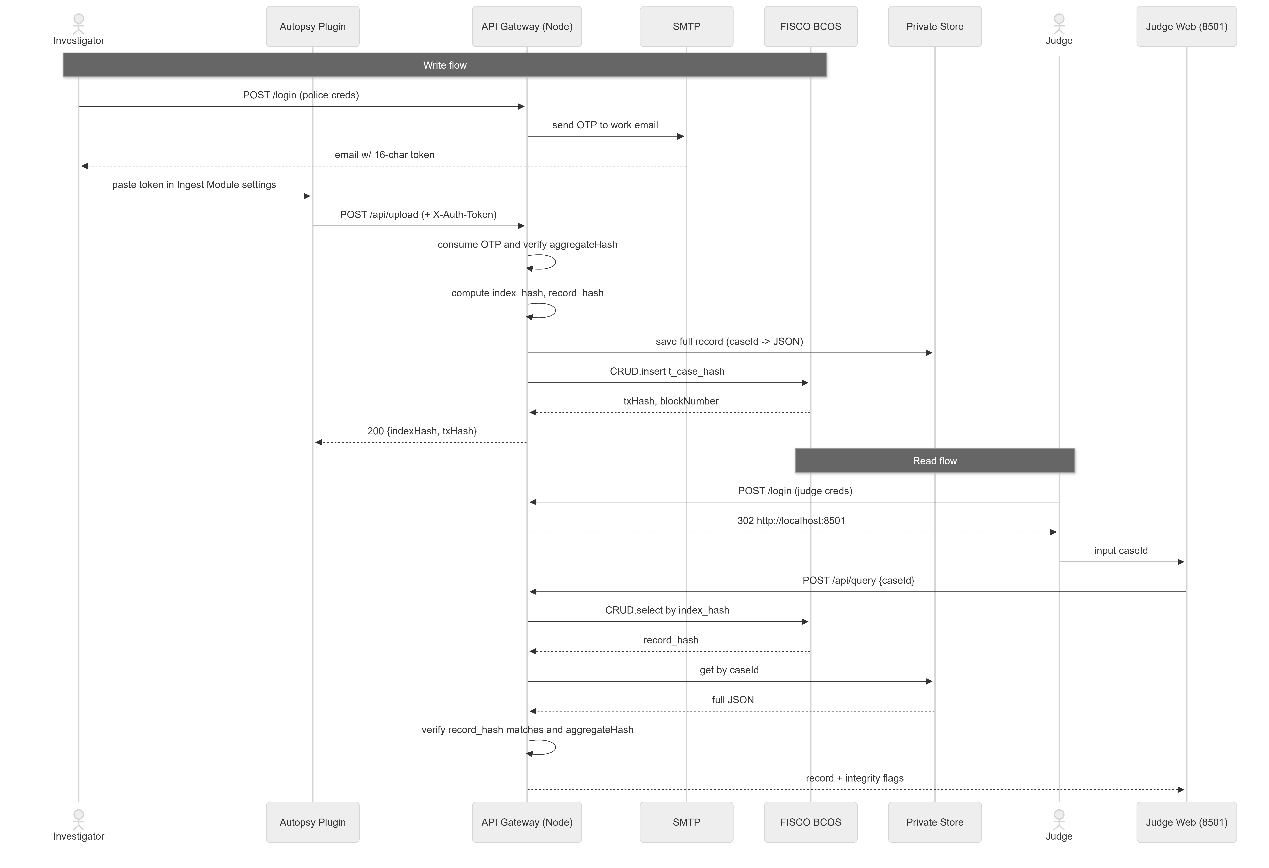 Investigator
Autopsy Plugin
API Gateway (Node)
SMTP
FISCO BCOS
Private Store
Judge
Judge Web (8501)
Write flow
POST /login (police creds)
send OTP to work email
email w/ 16-char token
paste token in Ingest Module settings
POST /api/upload (+ X-Auth-Token)
consume OTP and verify aggregateHash
compute index_hash, record_hash
save full record (caseId -> JSON)
CRUD.insert t_case_hash
txHash, blockNumber
200 {indexHash, txHash}
Read flow
POST /login (judge creds)
302 http://localhost:8501
input caseId
POST /api/query {caseId}
CRUD.select by index_hash
record_hash
get by caseId
full JSON
verify record_hash matches and aggregateHash
record + integrity flags
Investigator
Autopsy Plugin
API Gateway (Node)
SMTP
FISCO BCOS
Private Store
Judge
Judge Web (8501)